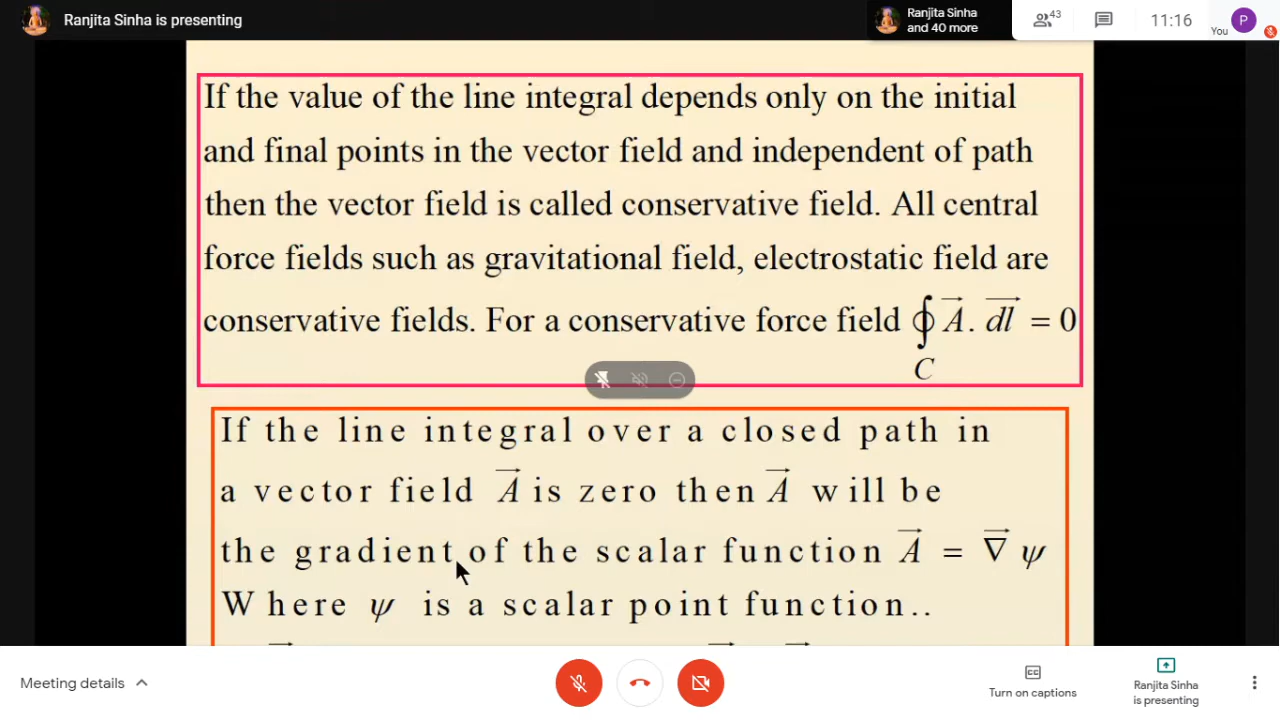 Ranjita Sinha is presenting
Ranjita Sinha
and 40 more
43
11:16
You
P
If the value of the line integral depends only on the initial
and final points in the vector field and independent of path
then the vector field is called conservative field. All central
force fields such as gravitational field, electrostatic field are
conservative fields. For a conservative force field ∮_C A⃗ . d⃗l = 0
If the line integral over a closed path in
a vector field A⃗ is zero then A⃗ will be
the gradient of the scalar function A⃗ = ∇⃗ ψ
Where ψ is a scalar point function..
Meeting details
CC
Turn on captions
Ranjita Sinha
is presenting